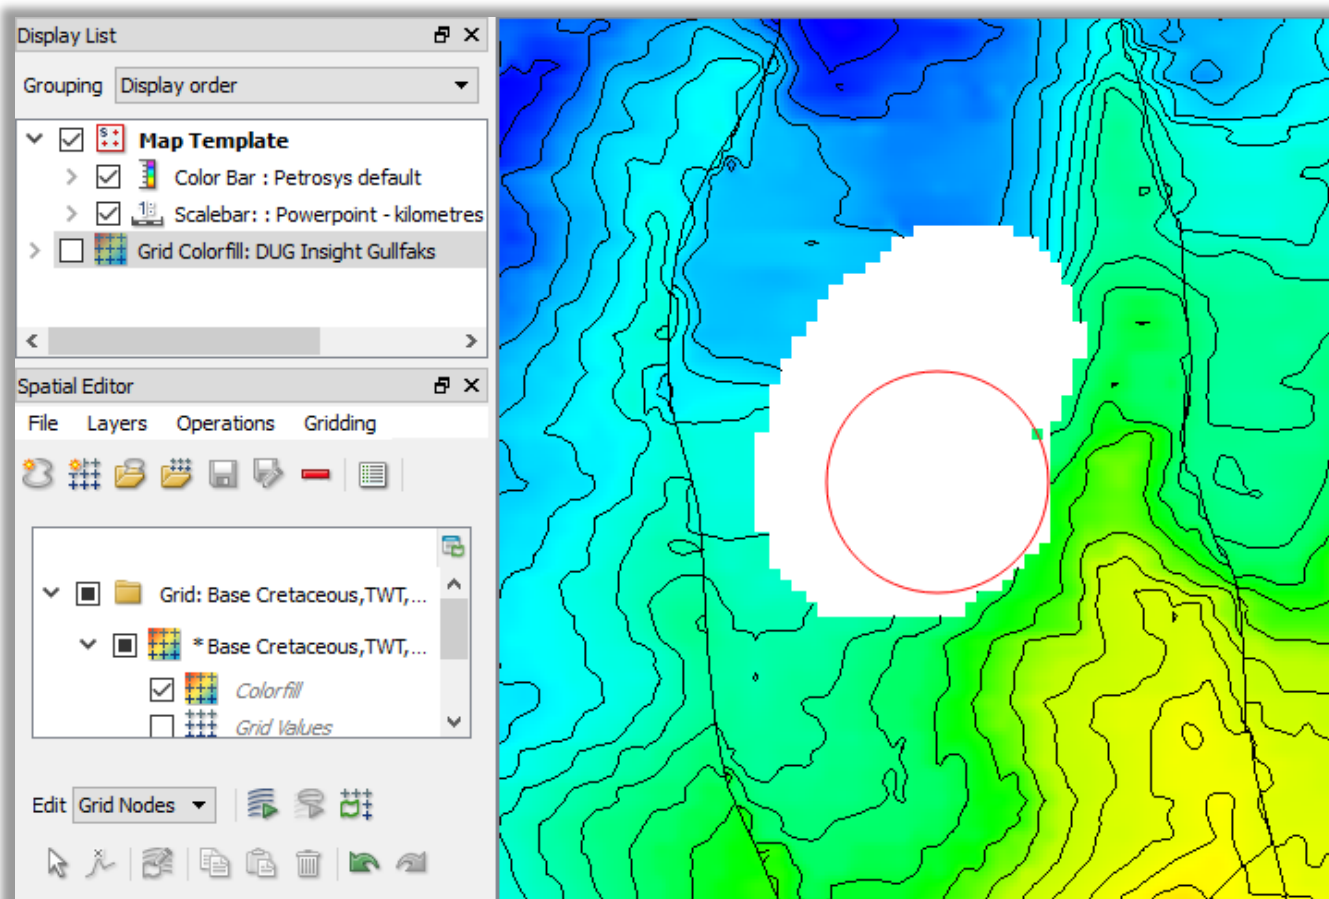 Display List
Grouping Display order
Map Template
Color Bar : Petrosys default
Scalebar: : Powerpoint - kilometres
Grid Colorfill: DUG Insight Gullfaks
Spatial Editor
File Layers Operations Gridding
Grid: Base Cretaceous,TWT,...
*Base Cretaceous,TWT,...
Colorfill
Grid Values
Edit Grid Nodes